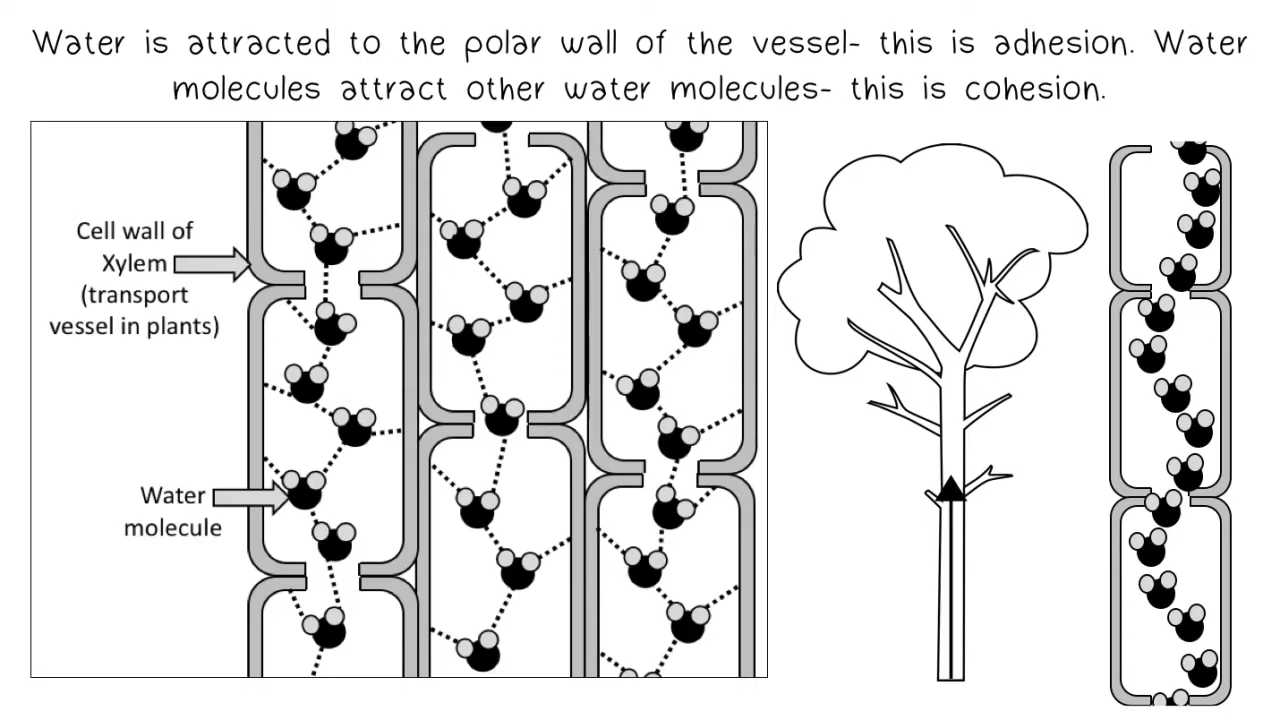 Water is attracted to the polar wall of the vessel- this is adhesion. Water
molecules attract other water molecules- this is cohesion.
Cell wall of
Xylem
(transport
vessel in plants)
Water
molecule